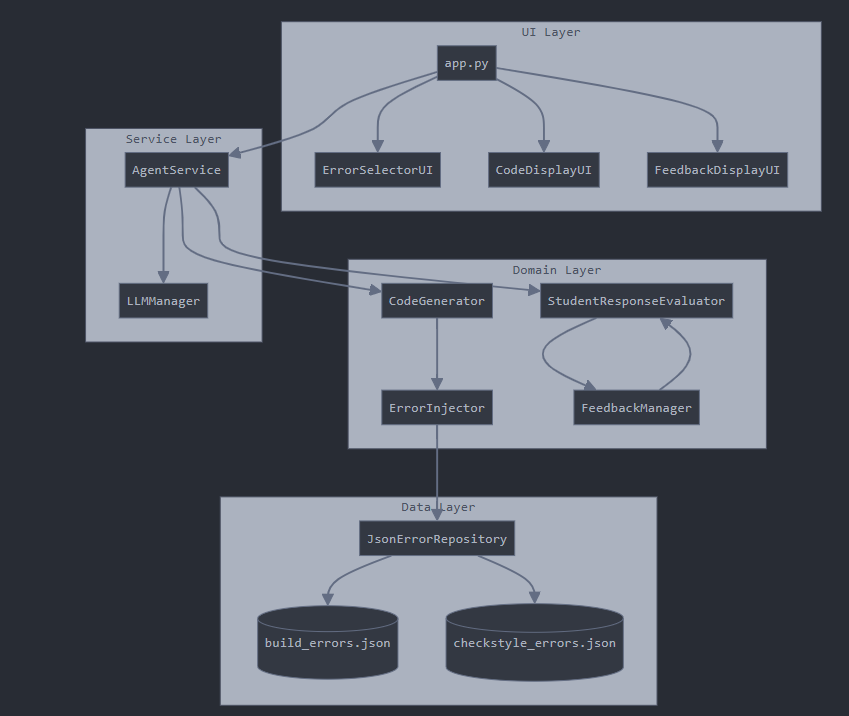 UI Layer
app.py
Service Layer
AgentService
ErrorSelectorUI
CodeDisplayUI
FeedbackDisplayUI
Domain Layer
LLMManager
CodeGenerator
StudentResponseEvaluator
ErrorInjector
FeedbackManager
Data Layer
JsonErrorRepository
build_errors.json
checkstyle_errors.json